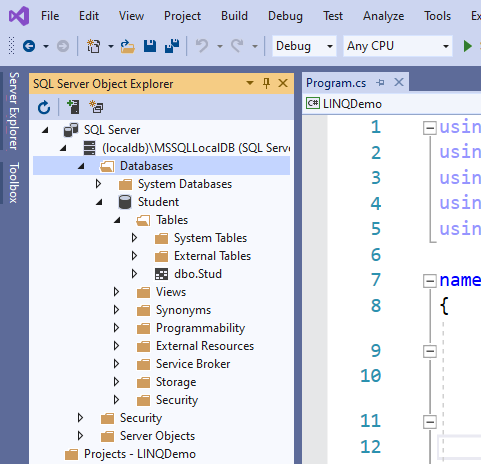 File Edit View Project Build Debug Test Analyze Tools
Debug Any CPU
Server Explorer
Toolbox
SQL Server Object Explorer
SQL Server
(localdb)\MSSQLLocalDB (SQL Serv
Databases
System Databases
Student
Tables
System Tables
External Tables
dbo.Stud
Views
Synonyms
Programmability
External Resources
Service Broker
Storage
Security
Security
Server Objects
Projects - LINQDemo
Program.cs
C# LINQDemo
1 usin
2 usin
3 usin
4 usin
5 usin
6
7 name
8 {
9
10
11
12